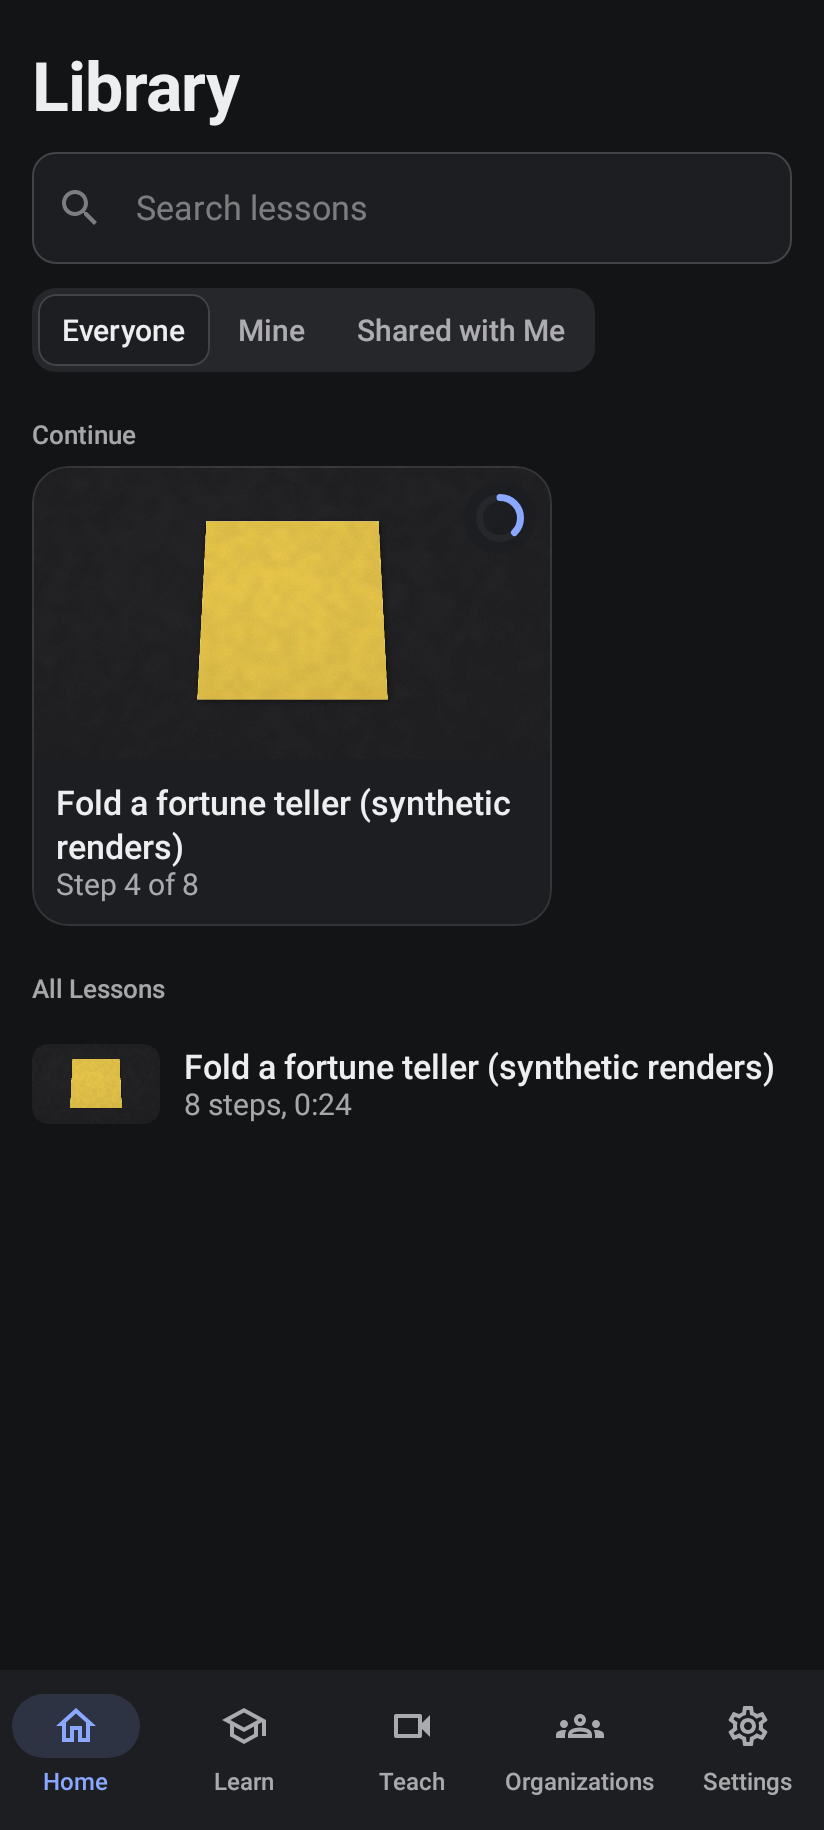 Library
Search lessons
Everyone
Mine
Shared with Me
Continue
Fold a fortune teller (synthetic
renders)
Step 4 of 8
All Lessons
Fold a fortune teller (synthetic renders)
8 steps, 0:24
Home
Learn
Teach
Organizations
Settings